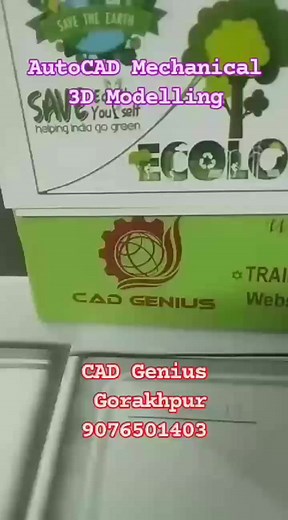 SAVE THE EARTH
AutoCAD Mechanical
3D Modelling
SAVE
Yourself
helping India go green
ECOLO
CAD GENIUS
TRAI
Webs
CAD Genius
Gorakhpur
9076501403